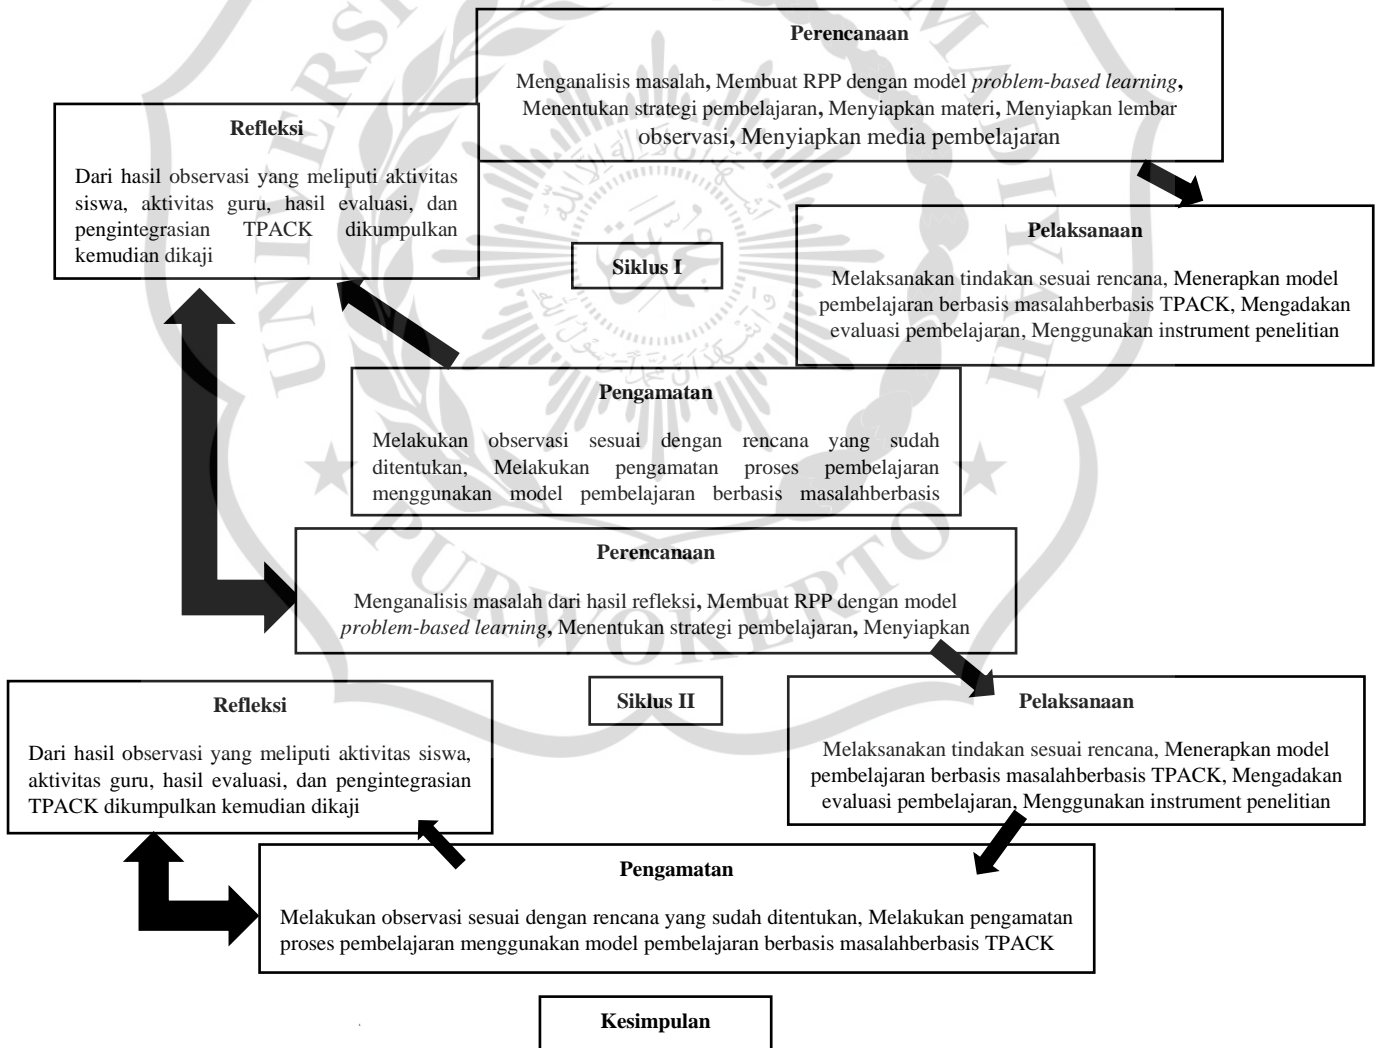 Perencanaan
Menganalisis masalah, Membuat RPP dengan model problem-based learning,
Menentukan strategi pembelajaran, Menyiapkan materi, Menyiapkan lembar
observasi, Menyiapkan media pembelajaran
Refleksi
Dari hasil observasi yang meliputi aktivitas
siswa, aktivitas guru, hasil evaluasi, dan
pengintegrasian TPACK dikumpulkan
kemudian dikaji
Siklus I
Pelaksanaan
Melaksanakan tindakan sesuai rencana, Menerapkan model
pembelajaran berbasis masalahberbasis TPACK, Mengadakan
evaluasi pembelajaran, Menggunakan instrument penelitian
Pengamatan
Melakukan observasi sesuai dengan rencana yang sudah
ditentukan, Melakukan pengamatan proses pembelajaran
menggunakan model pembelajaran berbasis masalahberbasis
Perencanaan
Menganalisis masalah dari hasil refleksi, Membuat RPP dengan model
problem-based learning, Menentukan strategi pembelajaran, Menyiapkan
Siklus II
Refleksi
Dari hasil observasi yang meliputi aktivitas siswa,
aktivitas guru, hasil evaluasi, dan pengintegrasian
TPACK dikumpulkan kemudian dikaji
Pelaksanaan
Melaksanakan tindakan sesuai rencana, Menerapkan model
pembelajaran berbasis masalahberbasis TPACK, Mengadakan
evaluasi pembelajaran, Menggunakan instrument penelitian
Pengamatan
Melakukan observasi sesuai dengan rencana yang sudah ditentukan, Melakukan pengamatan
proses pembelajaran menggunakan model pembelajaran berbasis masalahberbasis TPACK
Kesimpulan
PURWOKERTO